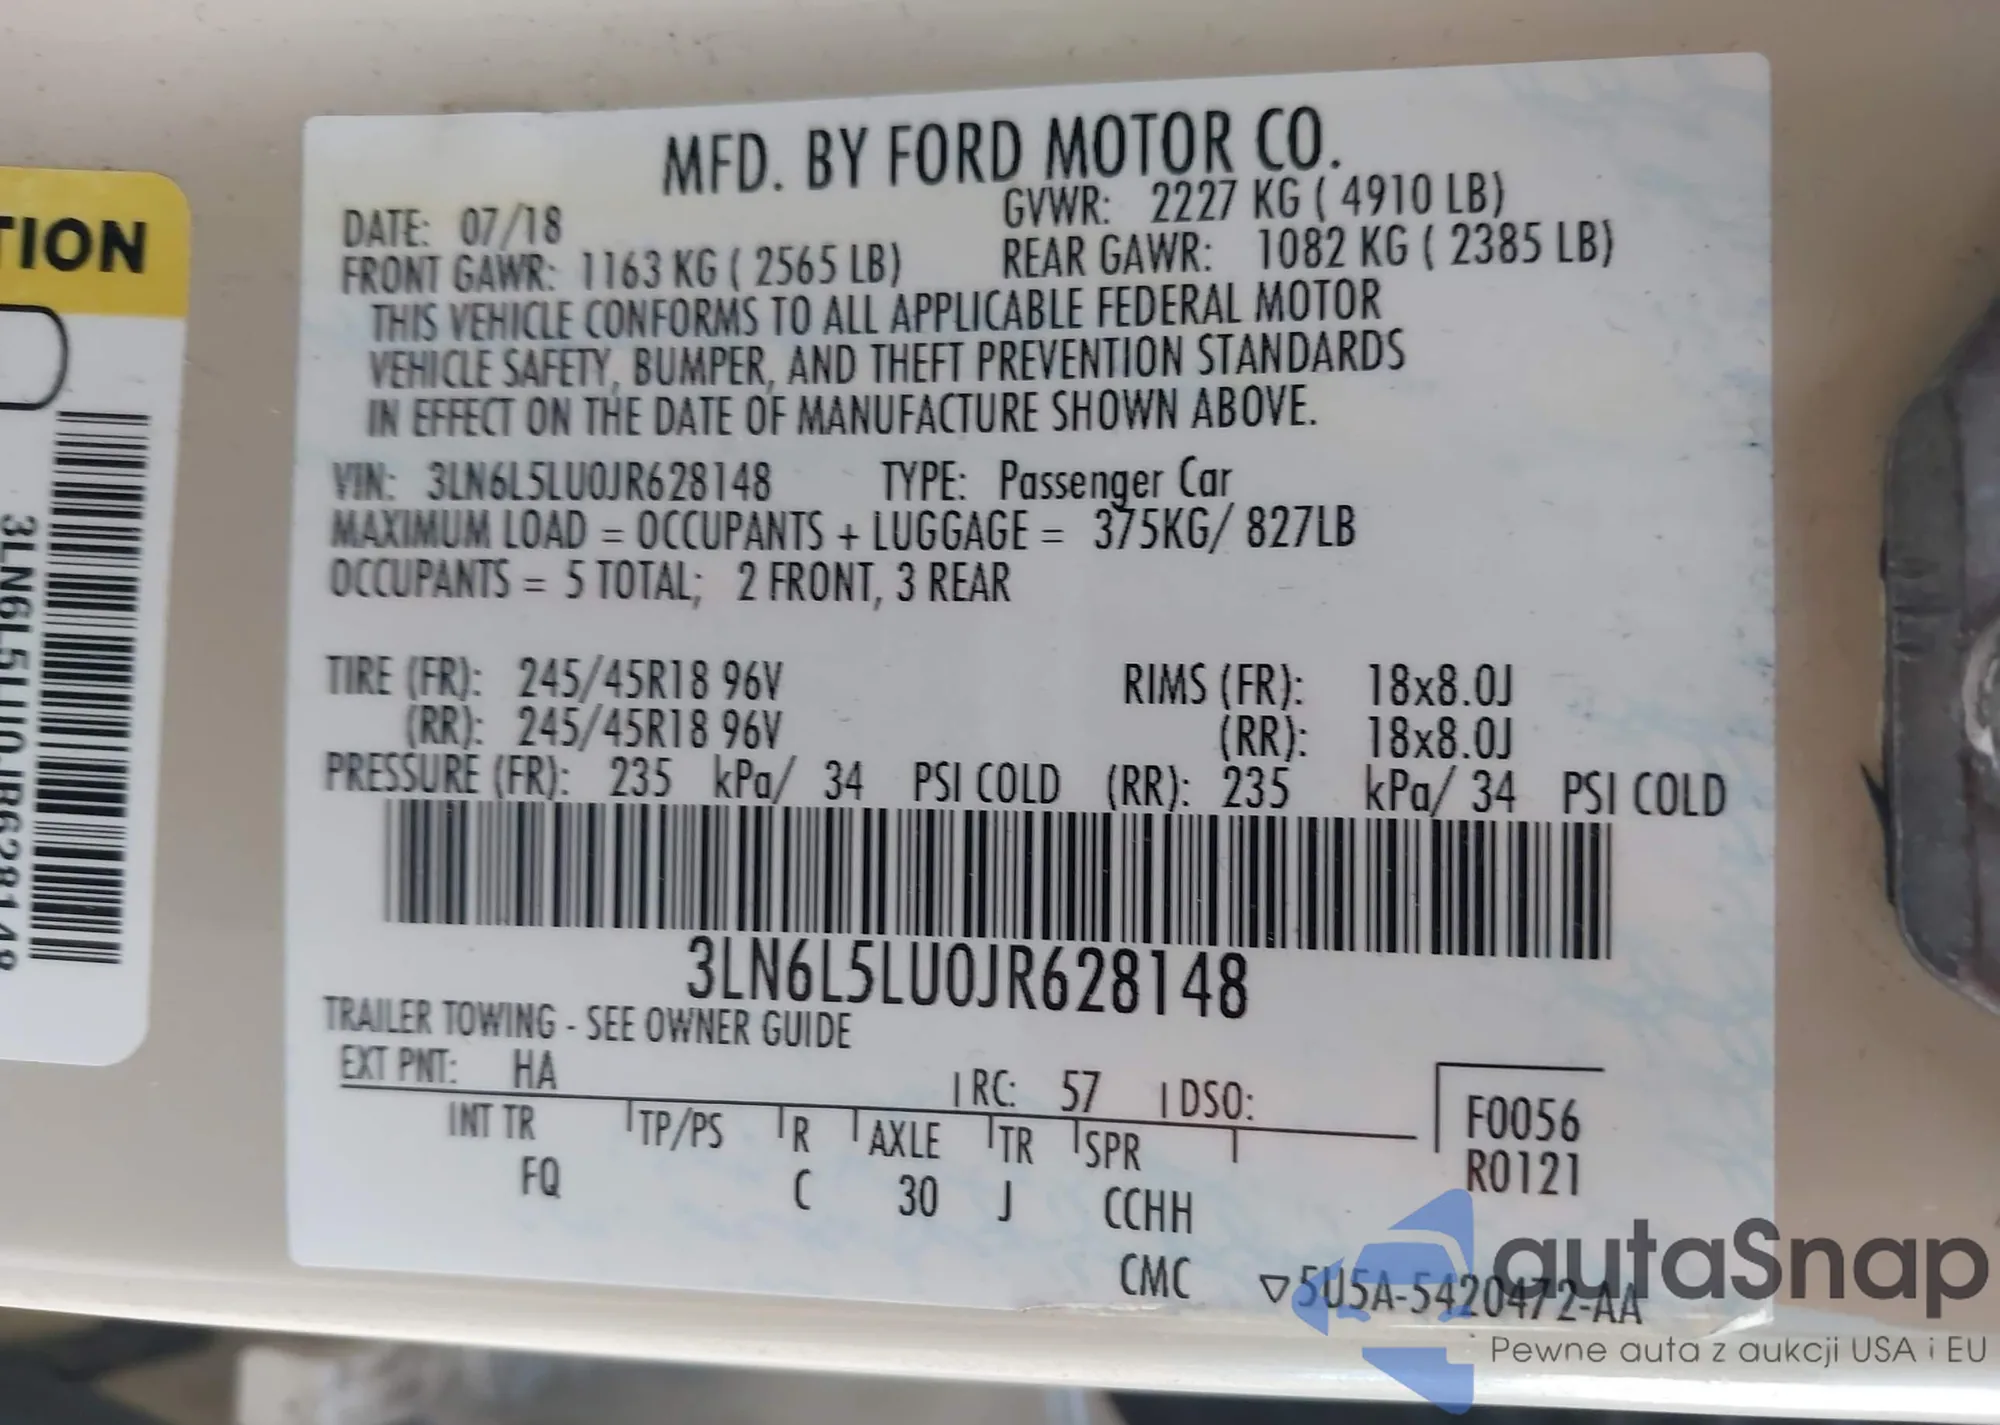 TION
3LN6L5LU0JR628148
MFD. BY FORD MOTOR CO.
DATE: 07/18 GVWR: 2227 KG ( 4910 LB)
FRONT GAWR: 1163 KG ( 2565 LB) REAR GAWR: 1082 KG ( 2385 LB)
THIS VEHICLE CONFORMS TO ALL APPLICABLE FEDERAL MOTOR
VEHICLE SAFETY, BUMPER, AND THEFT PREVENTION STANDARDS
IN EFFECT ON THE DATE OF MANUFACTURE SHOWN ABOVE.
VIN: 3LN6L5LU0JR628148 TYPE: Passenger Car
MAXIMUM LOAD = OCCUPANTS + LUGGAGE = 375KG/ 827LB
OCCUPANTS = 5 TOTAL; 2 FRONT, 3 REAR
TIRE (FR): 245/45R18 96V RIMS (FR): 18x8.0J
(RR): 245/45R18 96V (RR): 18x8.0J
PRESSURE (FR): 235 kPa/ 34 PSI COLD (RR): 235 kPa/ 34 PSI COLD
3LN6L5LU0JR628148
TRAILER TOWING - SEE OWNER GUIDE
EXT PNT: HA RC: 57 DSO: F0056
INT TR TP/PS R AXLE TR SPR R0121
FQ C 30 J CCHH
CMC ▽5U5A-5420472-AA
autaSnap
Pewne auta z aukcji USA i EU